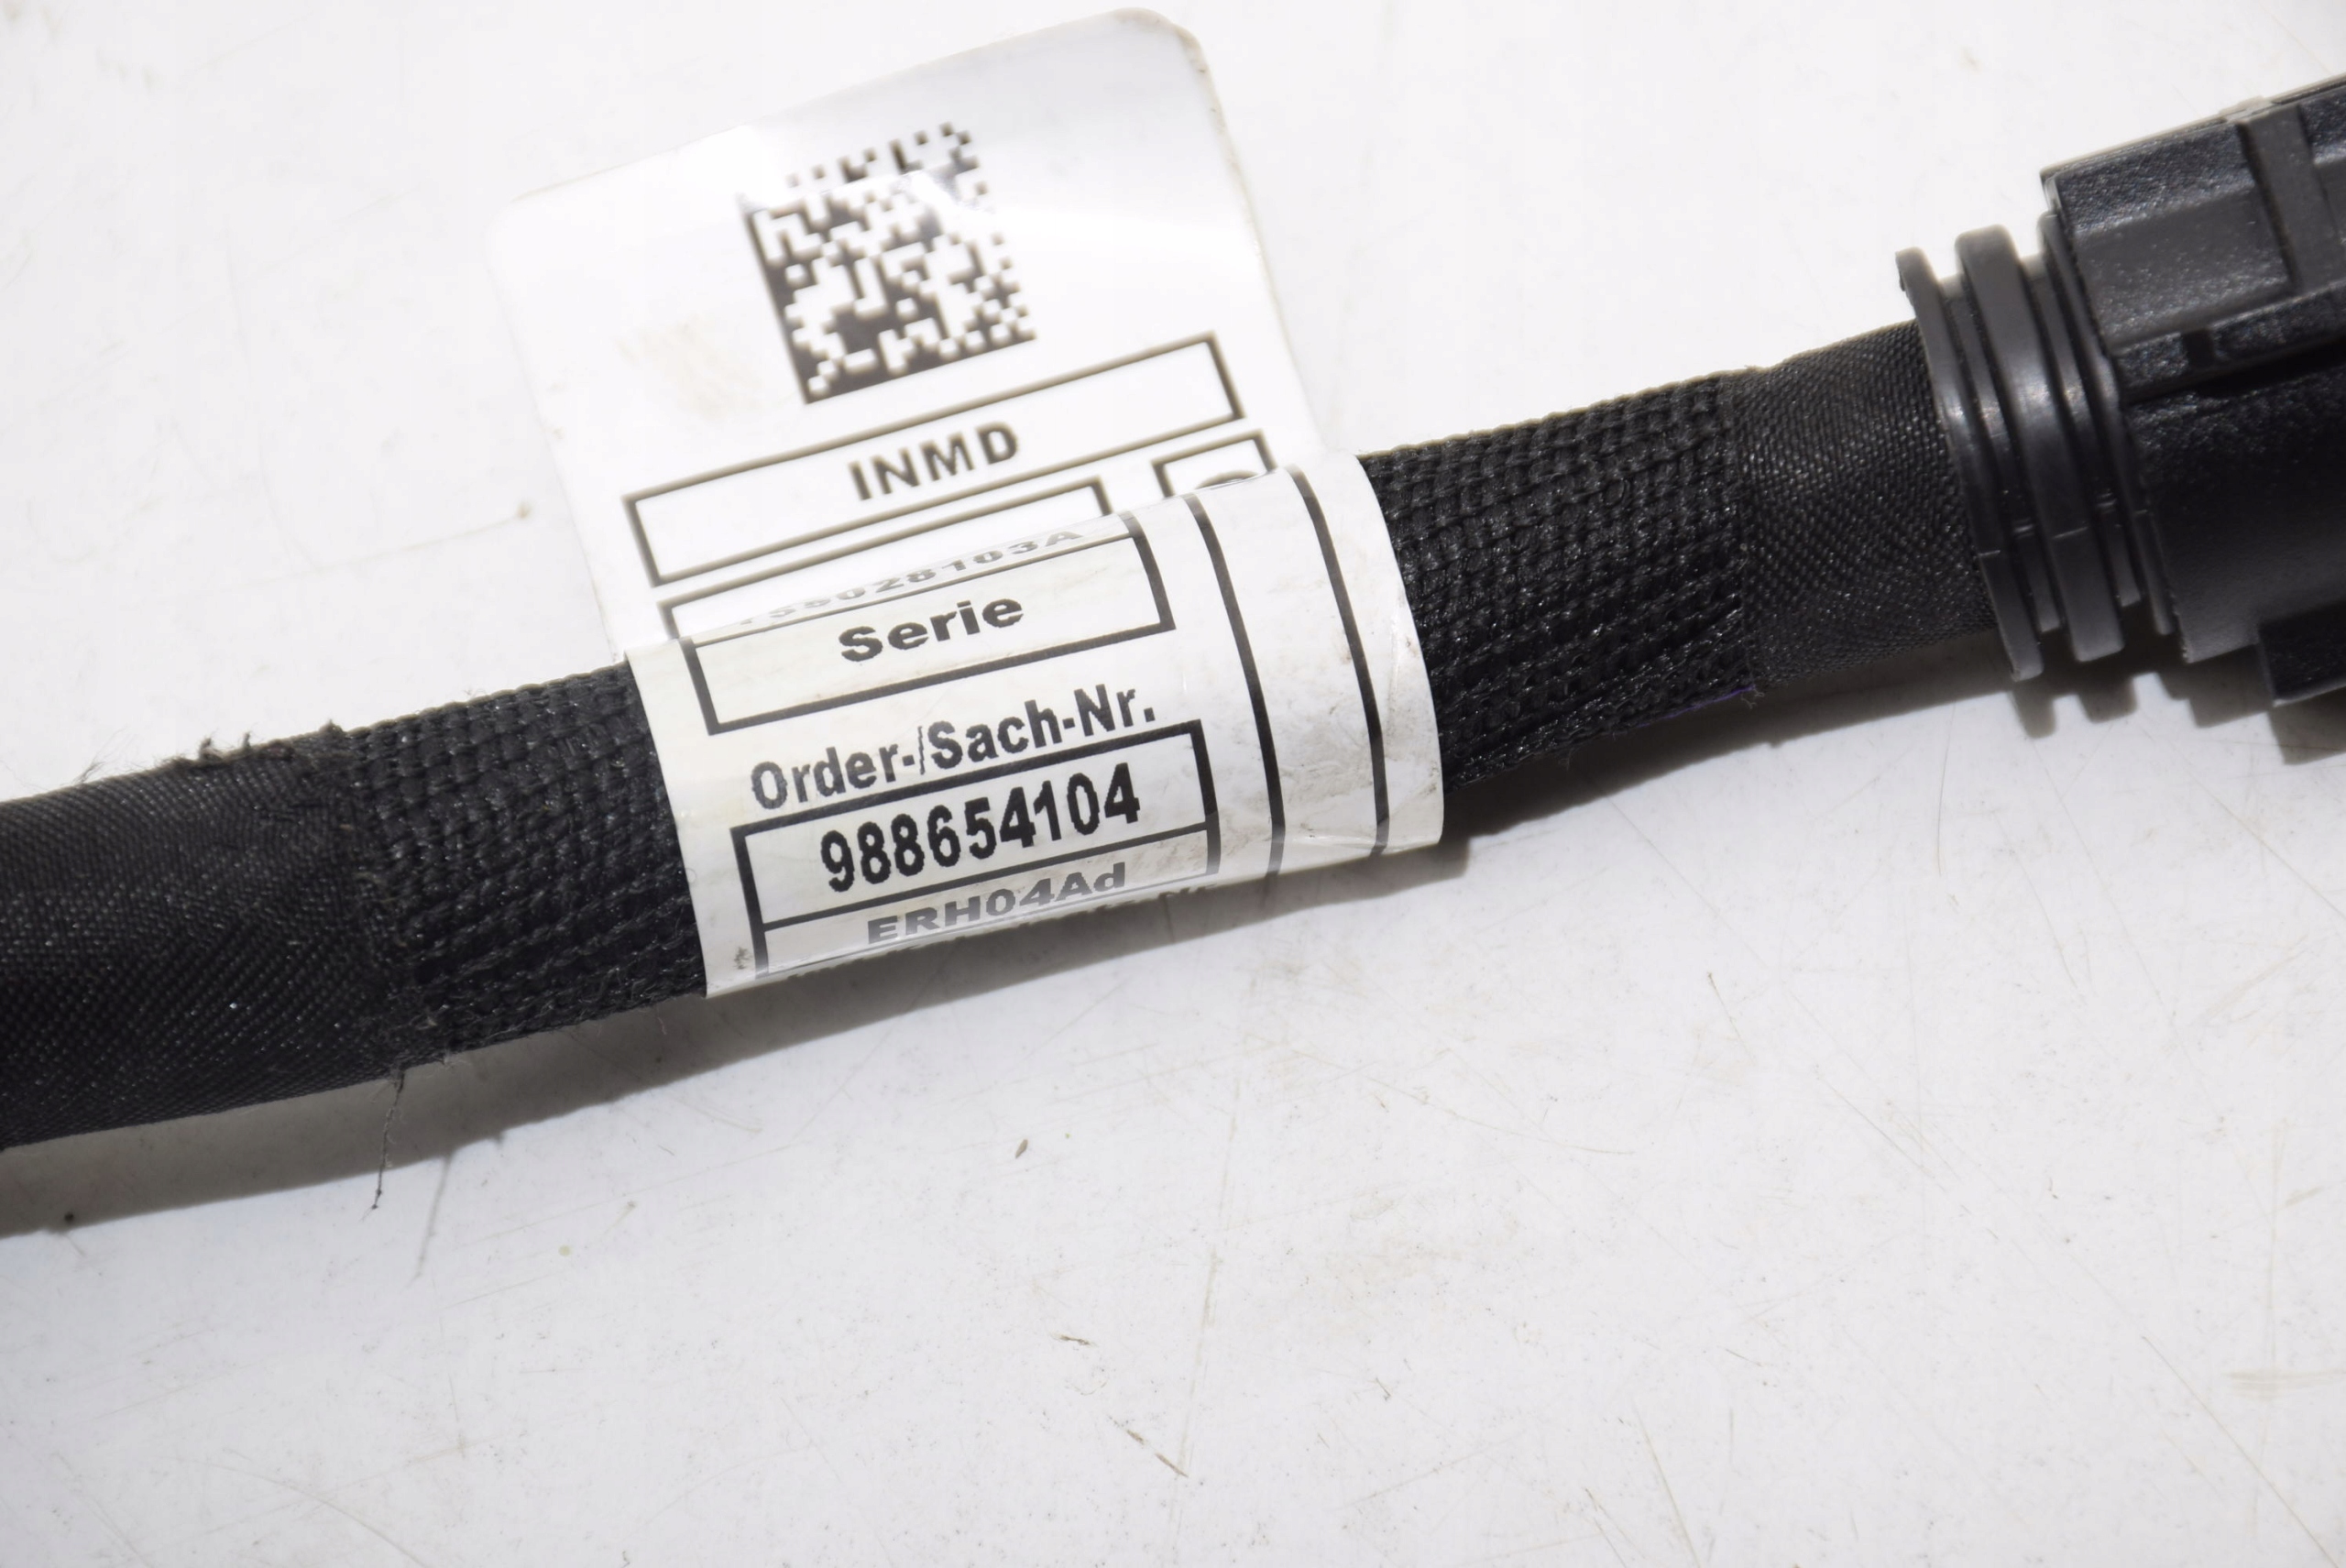 INMD
Serie
Order-/Sach-Nr.
988654104
ERH04Ad